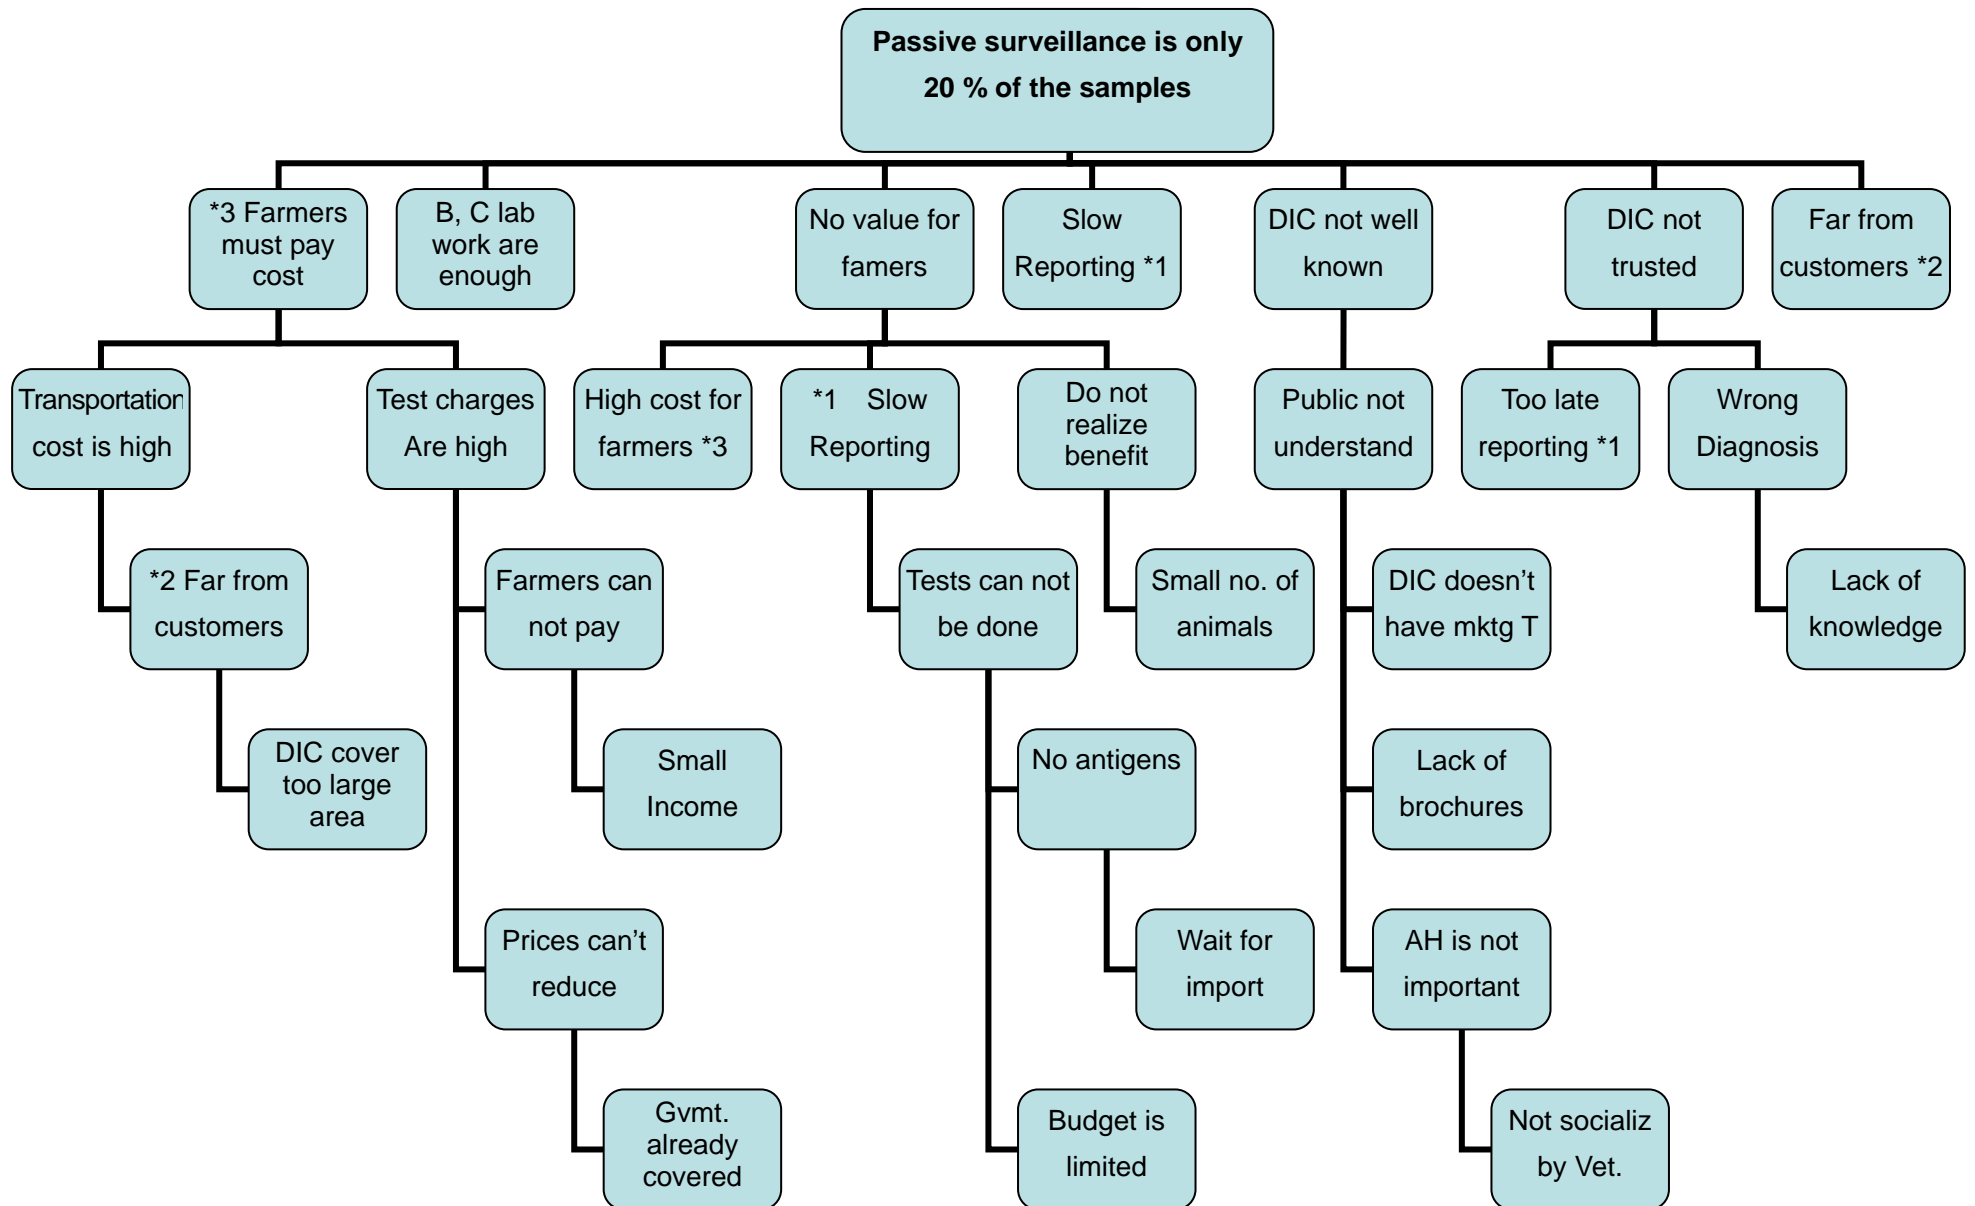 Passive surveillance is only
20 % of the samples
*3 Farmers
must pay
cost
B, C lab
work are
enough
No value for
famers
Slow
Reporting *1
DIC not well
known
DIC not
trusted
Far from
customers *2
Transportation
cost is high
Test charges
Are high
High cost for
farmers *3
*1 Slow
Reporting
Do not
realize
benefit
Public not
understand
Too late
reporting *1
Wrong
Diagnosis
*2 Far from
customers
Farmers can
not pay
Tests can not
be done
Small no. of
animals
DIC doesn't
have mktg T
Lack of
knowledge
DIC cover
too large
area
Small
Income
No antigens
Lack of
brochures
Prices can't
reduce
Wait for
import
AH is not
important
Gvmt.
already
covered
Budget is
limited
Not socializ
by Vet.